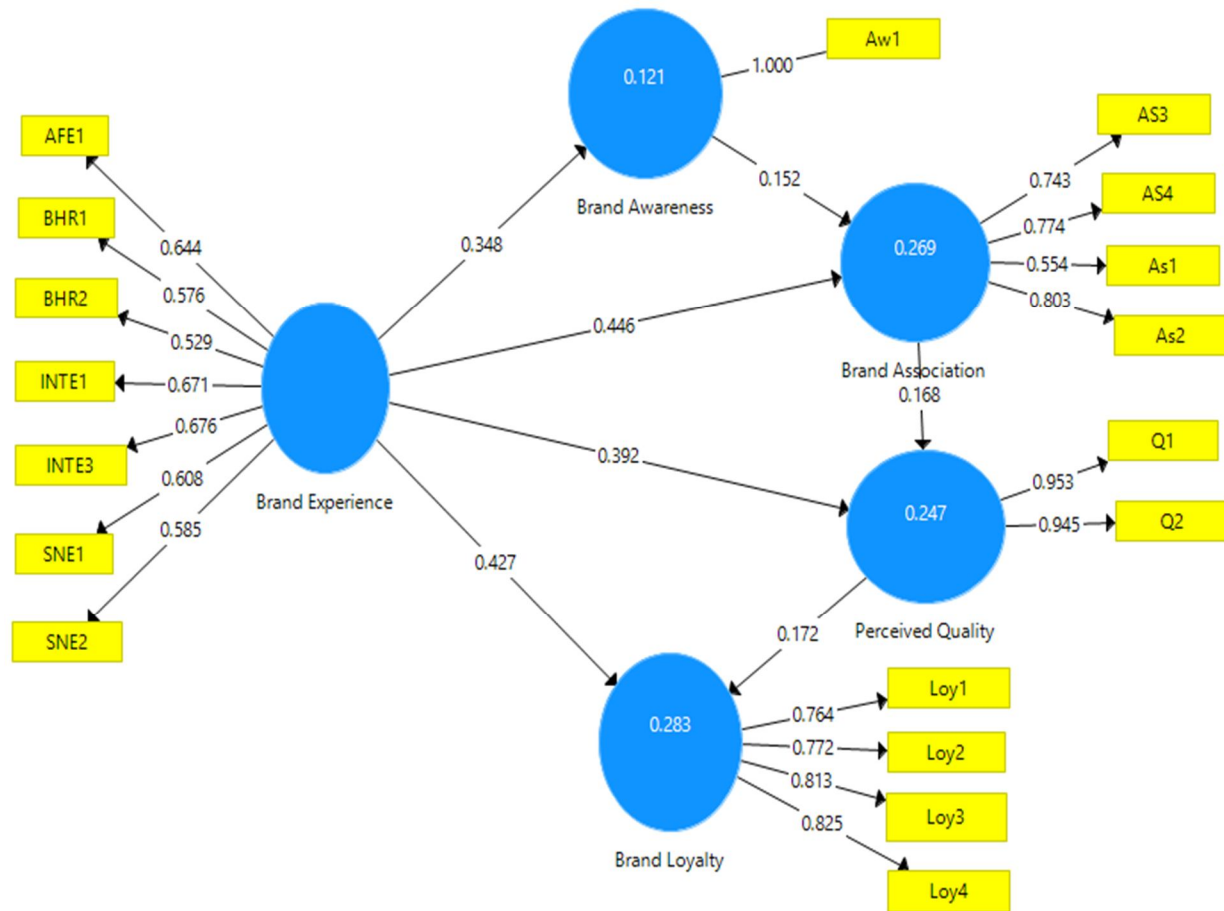 Aw1
0.121
1.000
AS3
AFE1
0.743
0.152
AS4
Brand Awareness
BHR1
0.774
0.644
0.348
0.269
0.554
As1
0.576
0.803
BHR2
0.446
As2
0.529
Brand Association
INTE1
0.671
0.168
0.676
Q1
INTE3
0.392
0.953
0.608
Brand Experience
0.247
0.945
Q2
0.585
SNE1
0.427
Perceived Quality
0.172
SNE2
Loy1
0.764
0.283
0.772
Loy2
0.813
Loy3
0.825
Brand Loyalty
Loy4